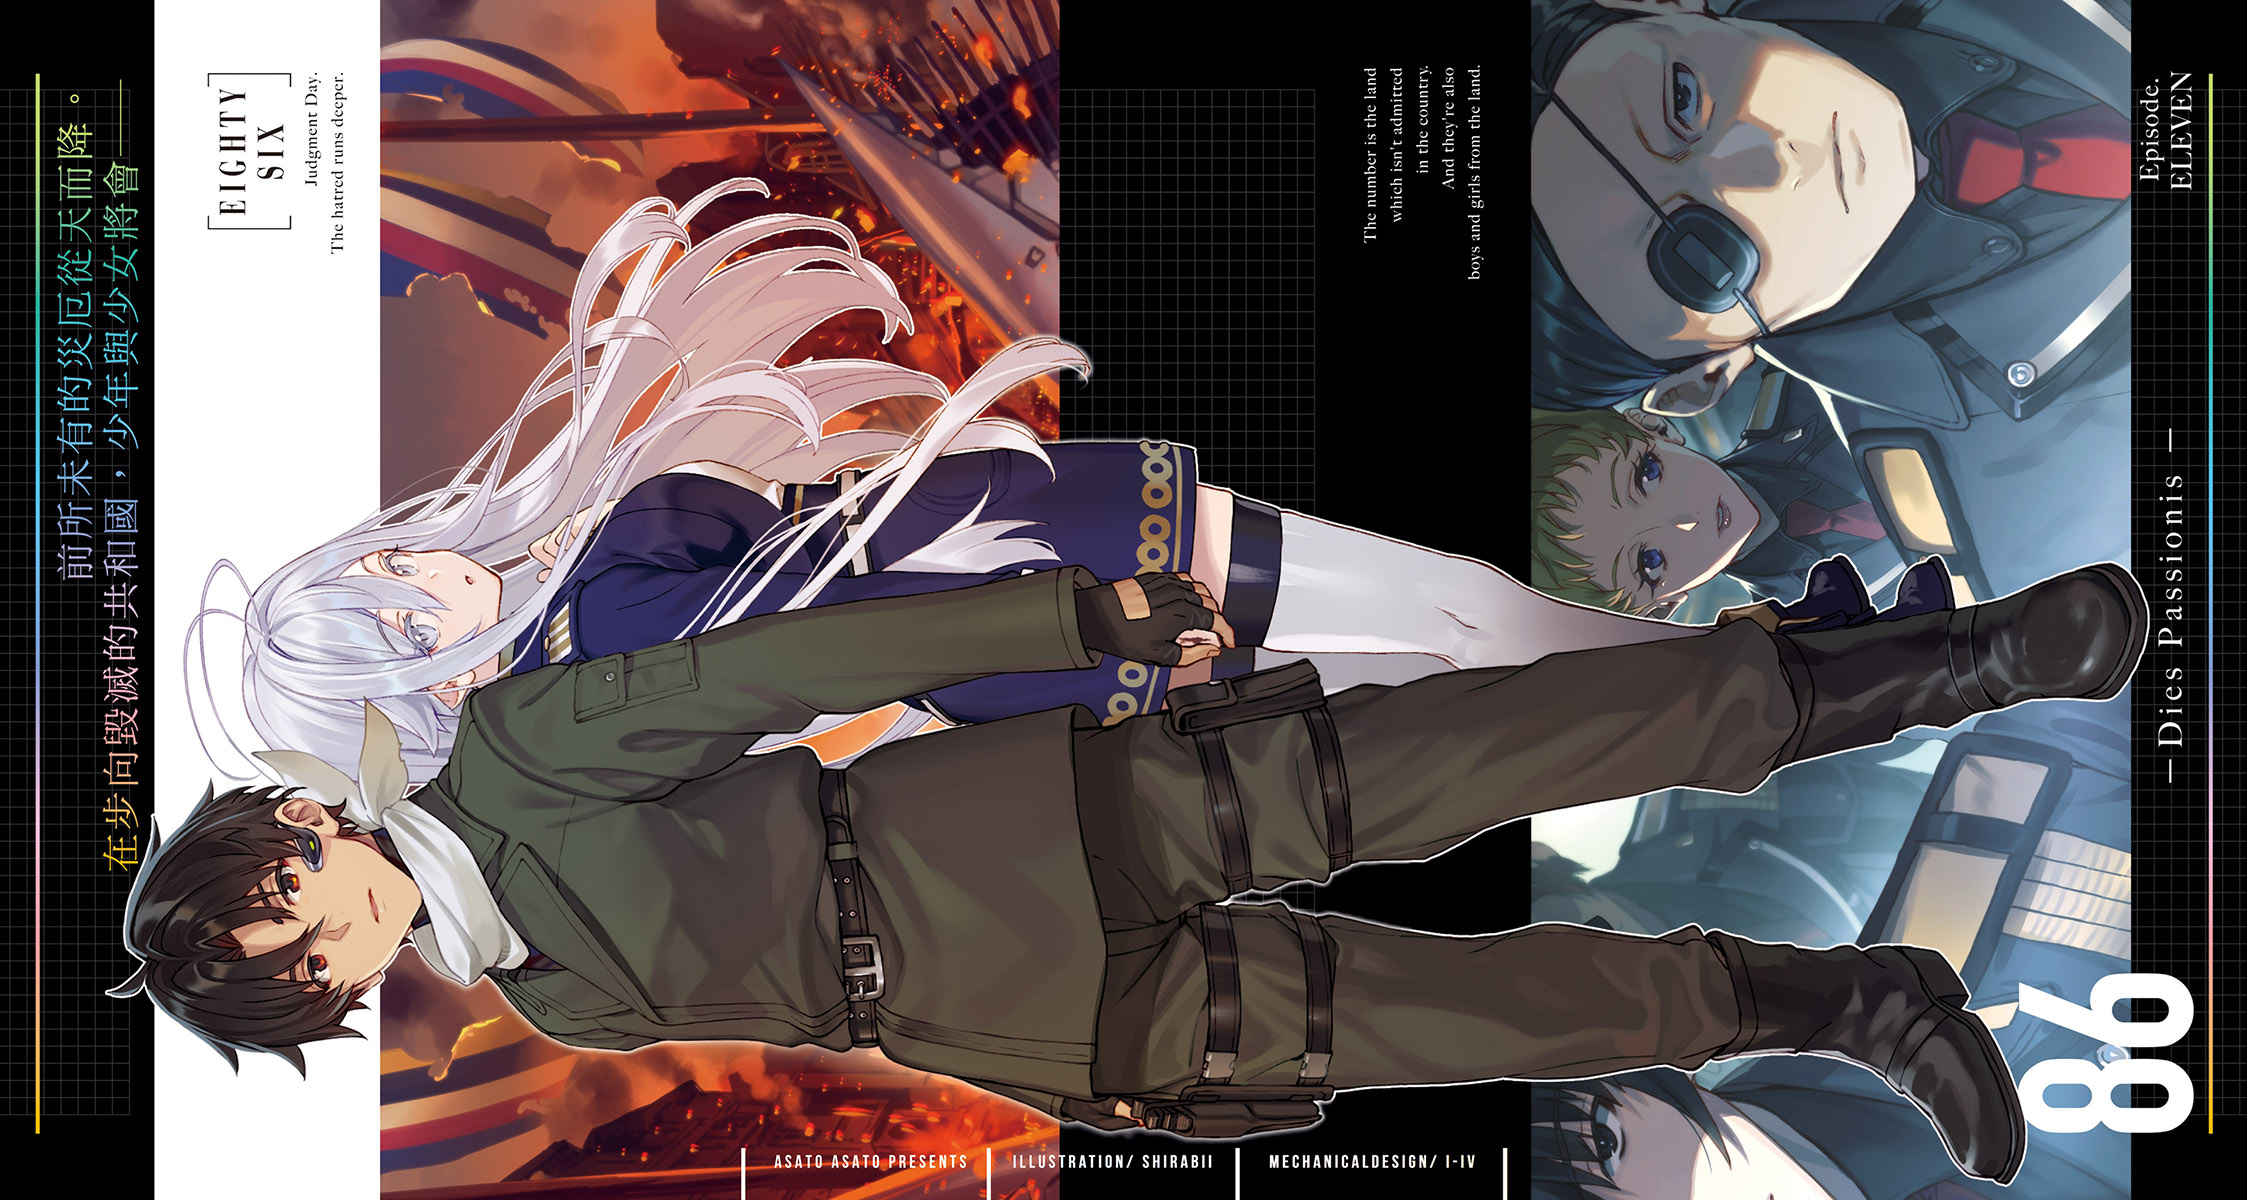 前所未有的災厄從天而降。
在步向毀滅的共和國，少年與少女將會——
EIGHTY
SIX
Judgment Day.
The hatred runs deeper.
The number is the land
which isn't admitted
in the country.
And they're also
boys and girls from the land.
Episode.
ELEVEN
—Dies Passionis—
86
ASATO ASATO PRESENTS
ILLUSTRATION/ SHIRABII
MECHANICALDESIGN/ I-IV